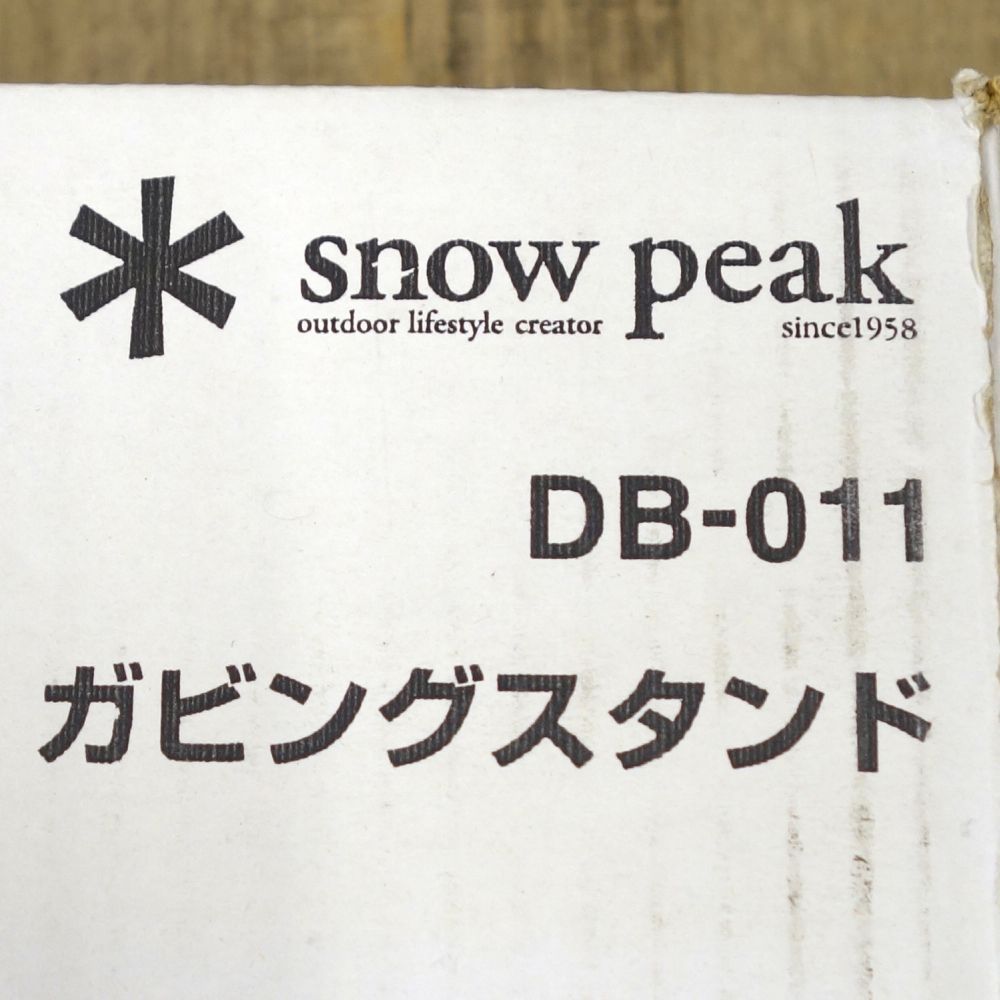 snow peak
outdoor lifestyle creator since1958
DB-011
ガビングスタンド